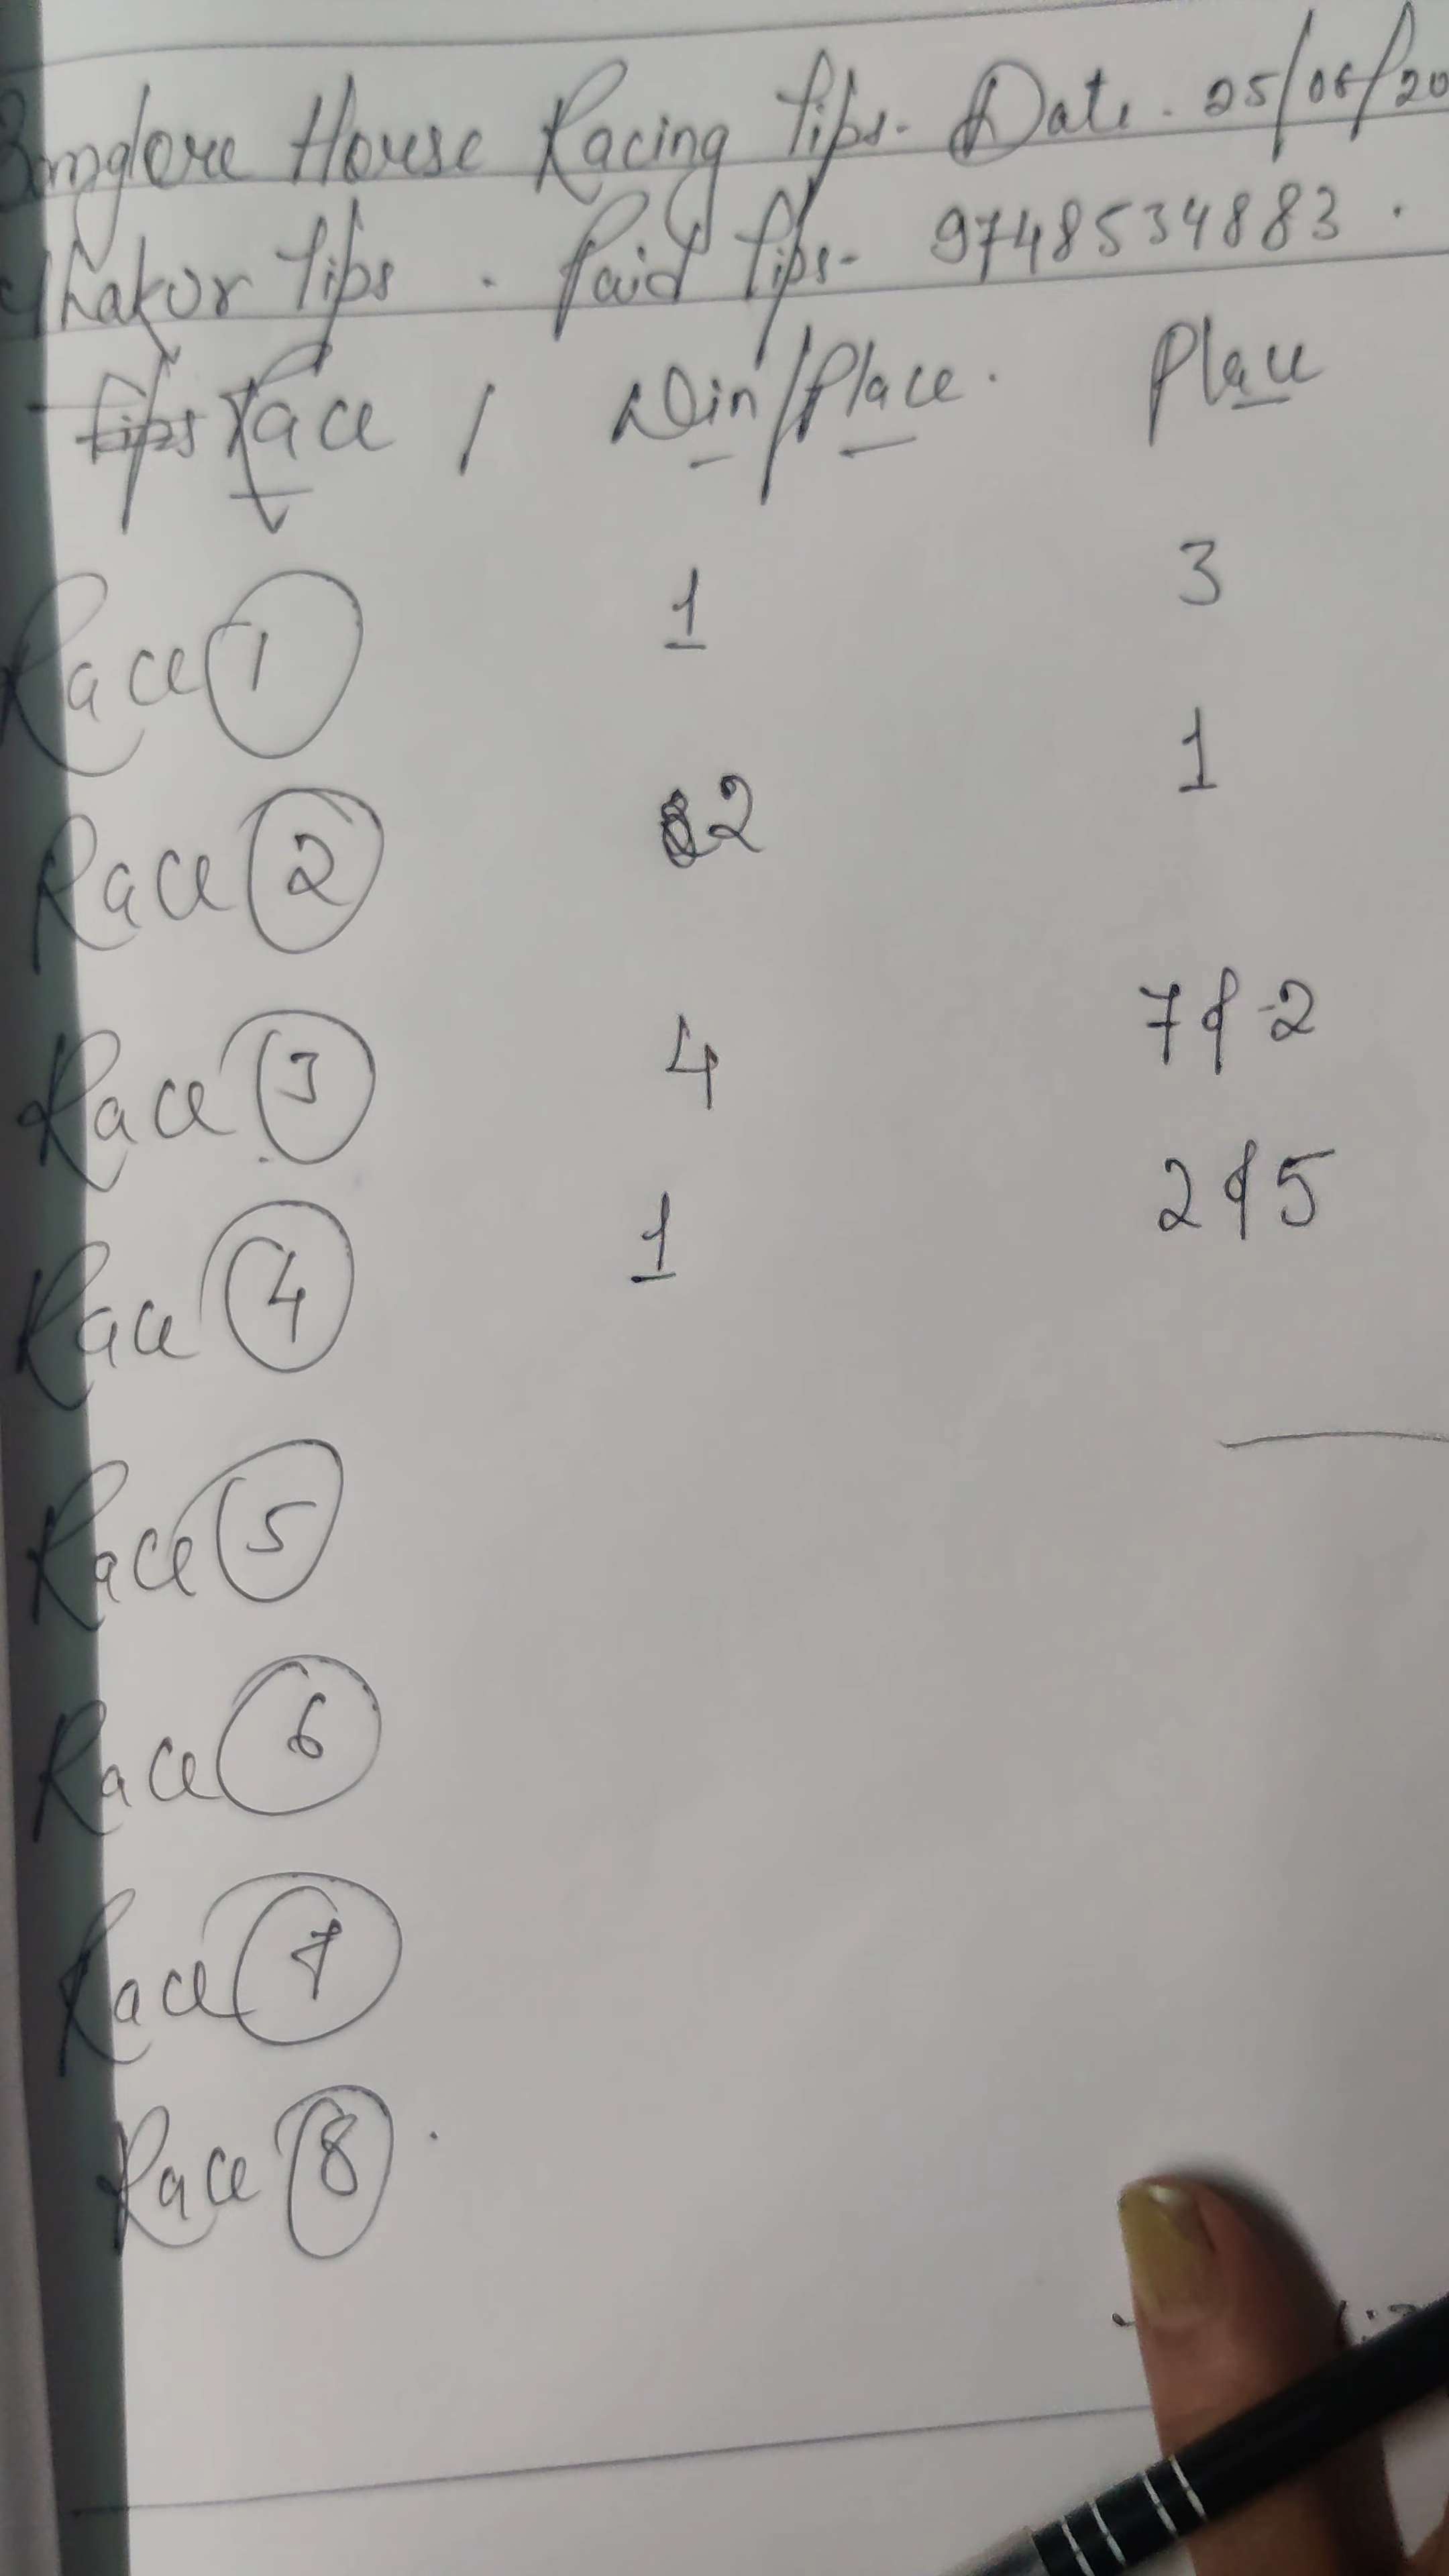 Banglore House Racing Tips. Date. 25/06/20
Thakor Tips. Paid Tips- 9748534883.
Race / Win/Place. Place
Race 1 1 3
Race 2 2 1
Race 3 4 7 & 2
Race 4 1 2 & 5
Race 5
Race 6
Race 7
Race 8.